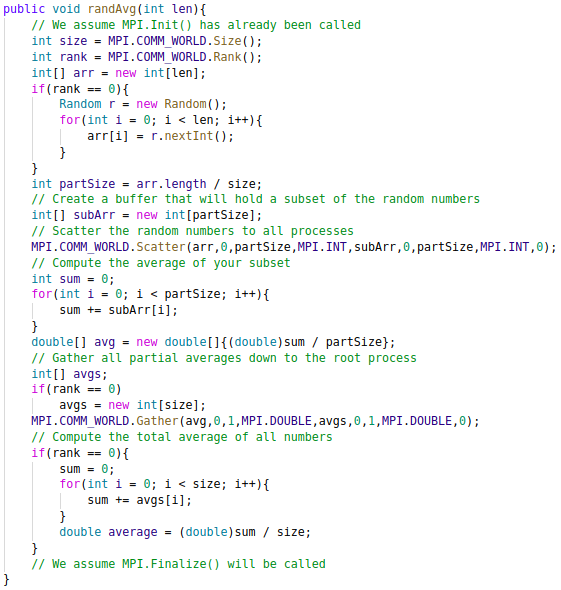 public void randAvg(int len){
    // We assume MPI.Init() has already been called
    int size = MPI.COMM_WORLD.Size();
    int rank = MPI.COMM_WORLD.Rank();
    int[] arr = new int[len];
    if(rank == 0){
        Random r = new Random();
        for(int i = 0; i < len; i++){
            arr[i] = r.nextInt();
        }
    }
    int partSize = arr.length / size;
    // Create a buffer that will hold a subset of the random numbers
    int[] subArr = new int[partSize];
    // Scatter the random numbers to all processes
    MPI.COMM_WORLD.Scatter(arr,0,partSize,MPI.INT,subArr,0,partSize,MPI.INT,0);
    // Compute the average of your subset
    int sum = 0;
    for(int i = 0; i < partSize; i++){
        sum += subArr[i];
    }
    double[] avg = new double[]{(double)sum / partSize};
    // Gather all partial averages down to the root process
    int[] avgs;
    if(rank == 0)
        avgs = new int[size];
    MPI.COMM_WORLD.Gather(avg,0,1,MPI.DOUBLE,avgs,0,1,MPI.DOUBLE,0);
    // Compute the total average of all numbers
    if(rank == 0){
        sum = 0;
        for(int i = 0; i < size; i++){
            sum += avgs[i];
        }
        double average = (double)sum / size;
    }
    // We assume MPI.Finalize() will be called
}